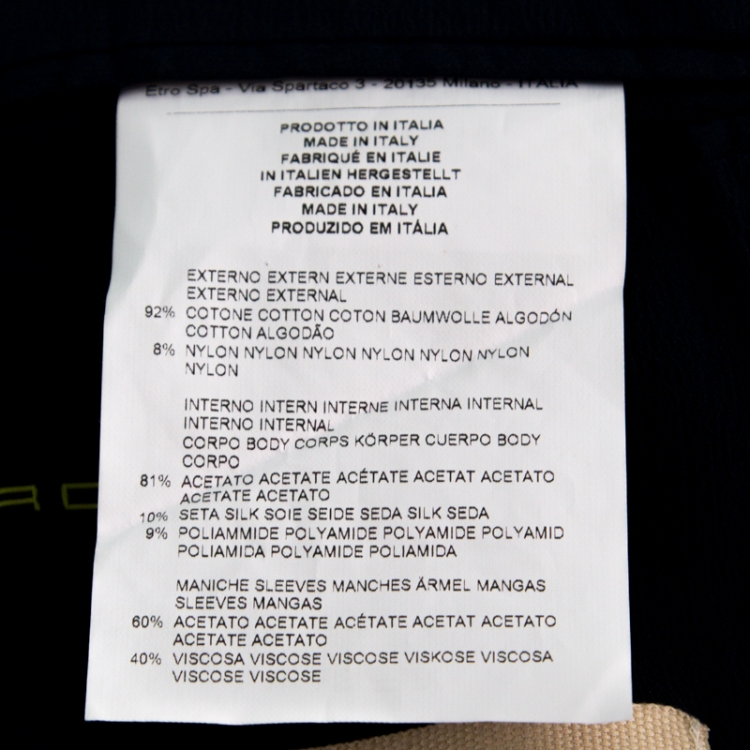 Etro Spa - Via Spartaco 3 - 20135 Milano - ITALIA
PRODOTTO IN ITALIA
MADE IN ITALY
FABRIQUÉ EN ITALIE
IN ITALIEN HERGESTELLT
FABRICADO EN ITALIA
MADE IN ITALY
PRODUZIDO EM ITÁLIA
EXTERNO EXTERN EXTERNE ESTERNO EXTERNAL
EXTERNO EXTERNAL
92% COTONE COTTON COTON BAUMWOLLE ALGODÓN
COTTON ALGODÃO
8% NYLON NYLON NYLON NYLON NYLON NYLON
NYLON
INTERNO INTERN INTERNE INTERNA INTERNAL
INTERNO INTERNAL
CORPO BODY CORPS KÖRPER CUERPO BODY
CORPO
81% ACETATO ACETATE ACÉTATE ACETAT ACETATO
ACETATE ACETATO
10% SETA SILK SOIE SEIDE SEDA SILK SEDA
9% POLIAMMIDE POLYAMIDE POLYAMIDE POLYAMID
POLIAMIDA POLYAMIDE POLIAMIDA
MANICHE SLEEVES MANCHES ÄRMEL MANGAS
SLEEVES MANGAS
60% ACETATO ACETATE ACÉTATE ACETAT ACETATO
ACETATE ACETATO
40% VISCOSA VISCOSE VISCOSE VISKOSE VISCOSA
VISCOSE VISCOSE